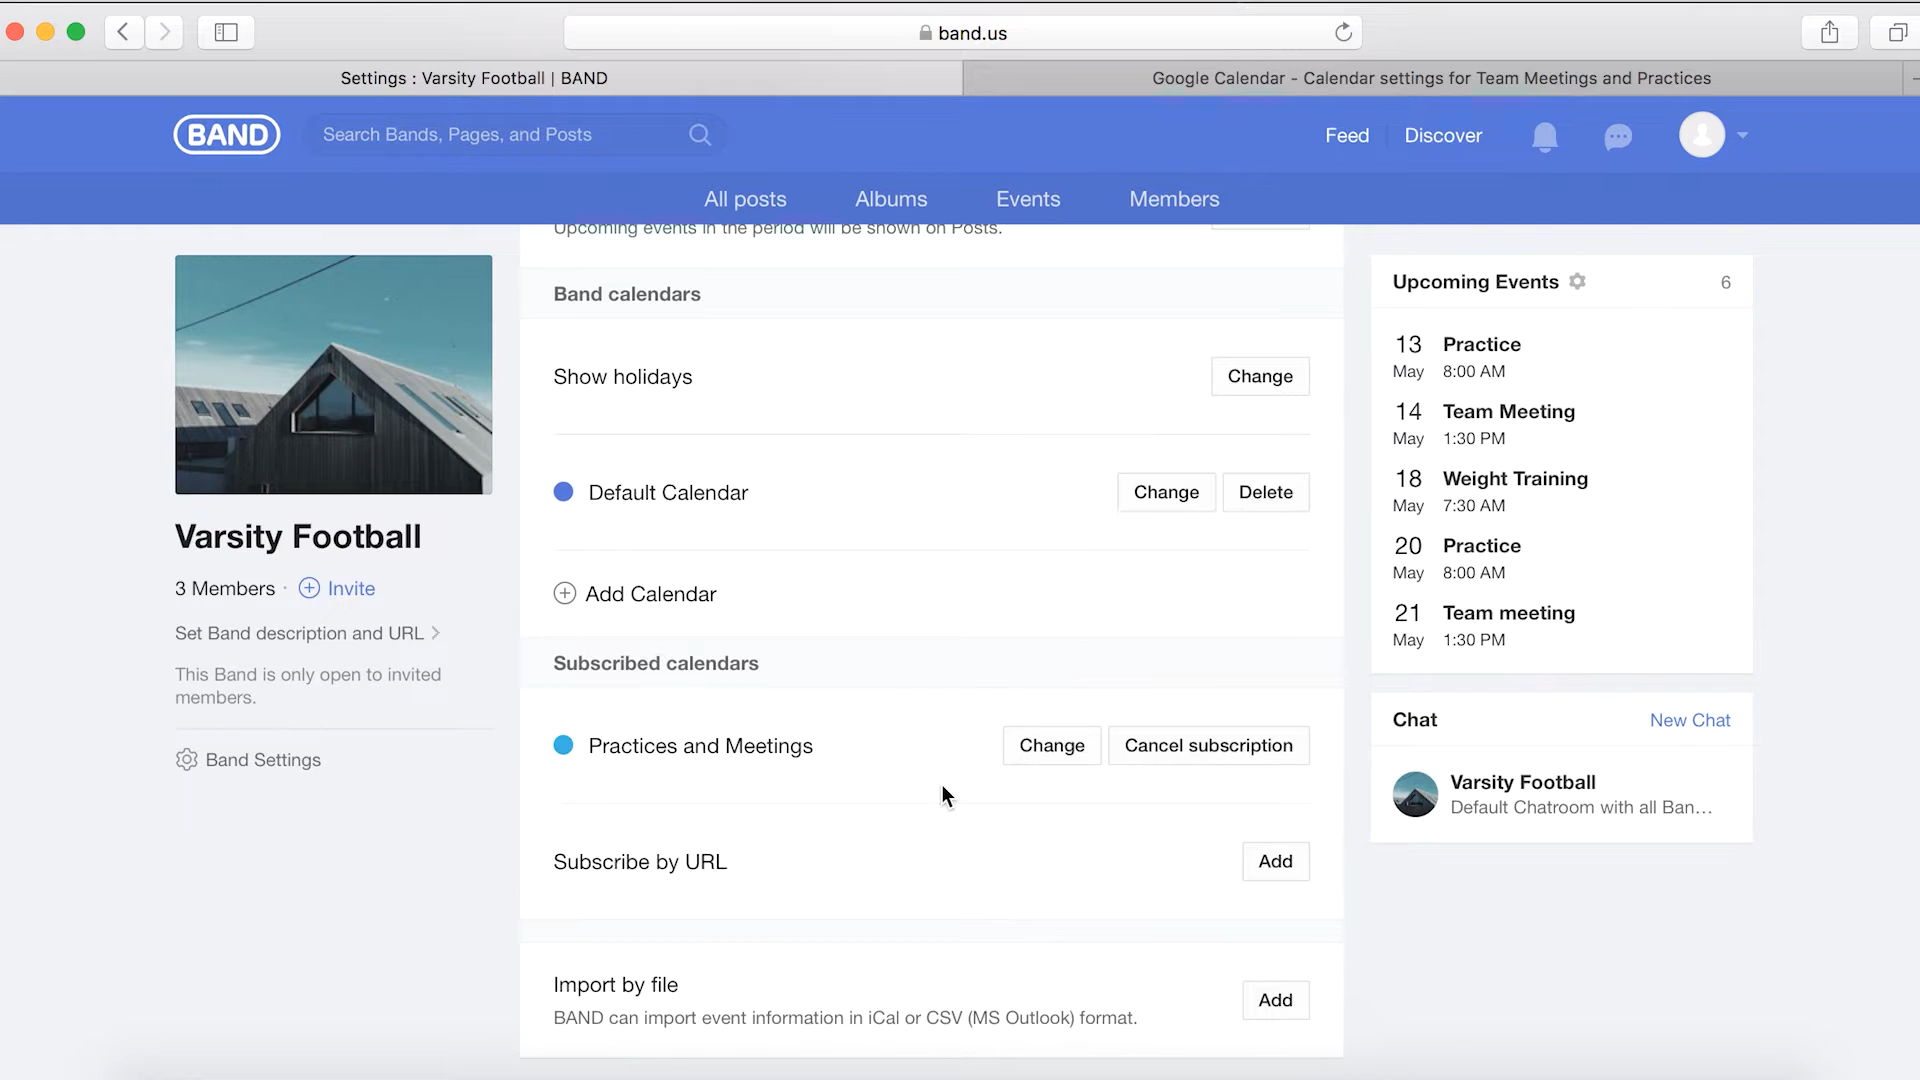 band.us
Settings : Varsity Football | BAND
Google Calendar - Calendar settings for Team Meetings and Practices
BAND
Search Bands, Pages, and Posts
Feed
Discover
All posts
Albums
Events
Members
Upcoming events in the period will be shown on Posts.
Varsity Football
3 Members · Invite
Set Band description and URL
This Band is only open to invited
members.
Band Settings
Band calendars
Show holidays
Change
Default Calendar
Change
Delete
Add Calendar
Subscribed calendars
Practices and Meetings
Change
Cancel subscription
Subscribe by URL
Add
Import by file
BAND can import event information in iCal or CSV (MS Outlook) format.
Add
Upcoming Events
6
13 Practice
May 8:00 AM
14 Team Meeting
May 1:30 PM
18 Weight Training
May 7:30 AM
20 Practice
May 8:00 AM
21 Team meeting
May 1:30 PM
Chat
New Chat
Varsity Football
Default Chatroom with all Ban...